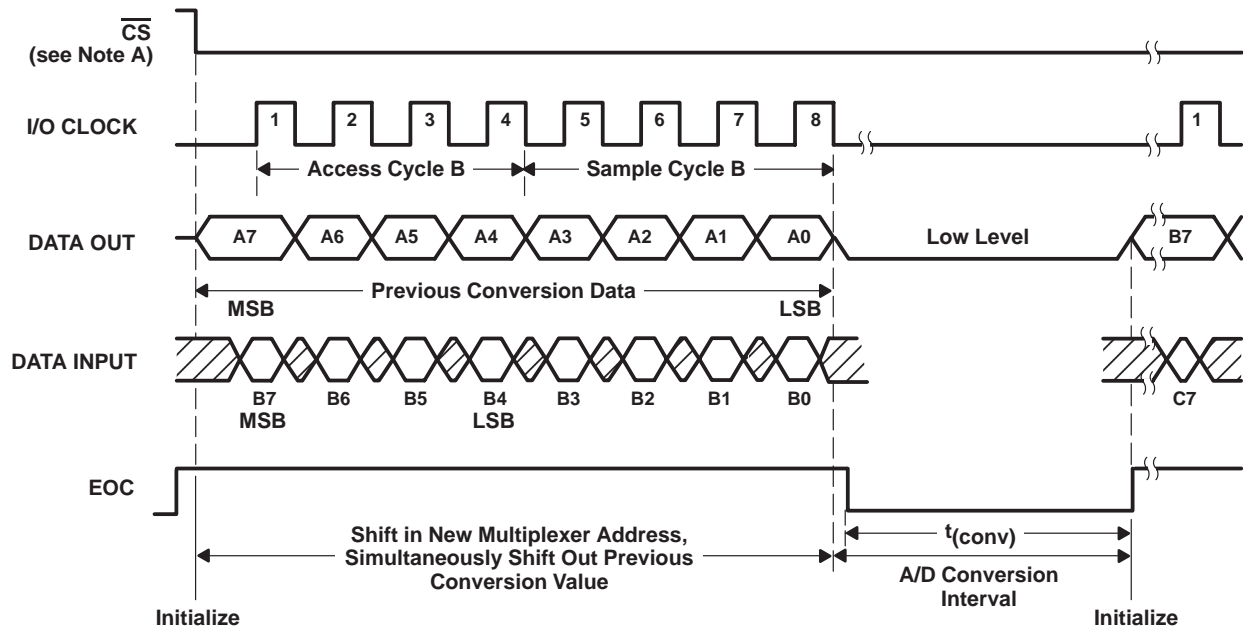 CS
(see Note A)
I/O CLOCK
1 2 3 4 5 6 7 8 1
Access Cycle B Sample Cycle B
DATA OUT
A7 A6 A5 A4 A3 A2 A1 A0 Low Level B7
Previous Conversion Data
MSB LSB
DATA INPUT
B7 B6 B5 B4 B3 B2 B1 B0 C7
MSB LSB
EOC
Shift in New Multiplexer Address,
Simultaneously Shift Out Previous
Conversion Value
t(conv)
A/D Conversion
Interval
Initialize Initialize